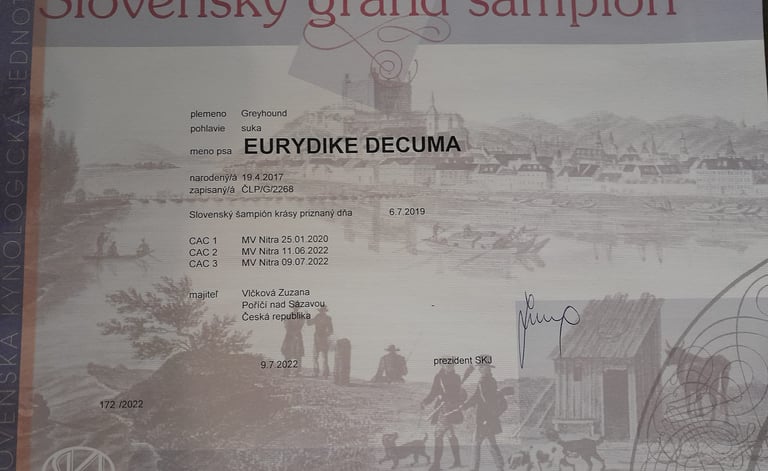 Slovenský grand šampión
SLOVENSKÁ KYNOLOGICKÁ JEDNOT
plemeno Greyhound
pohlavie suka
meno psa EURYDIKE DECUMA
narodený/á 19.4.2017
zapísaný/á ČLP/G/2268
Slovenský šampión krásy priznaný dňa 6.7.2019
CAC 1 MV Nitra 25.01.2020
CAC 2 MV Nitra 11.06.2022
CAC 3 MV Nitra 09.07.2022
majiteľ Vlčková Zuzana
Poříčí nad Sázavou
Česká republika
-
9.7.2022 prezident SKJ
172 /2022